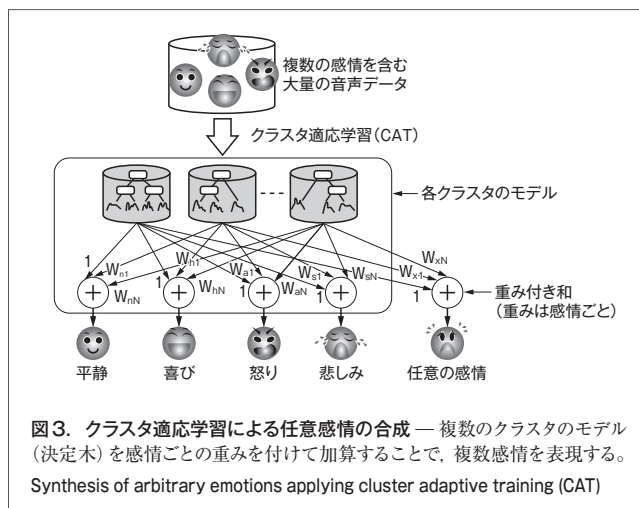 複数の感情を含む
大量の音声データ
クラスタ適応学習(CAT)
各クラスタのモデル
1 Wn1 WnN
1 Wh1 WhN
1 Wa1 WaN
1 Ws1 WsN
1 Wx1 WxN
重み付き和
(重みは感情ごと)
平静 喜び 怒り 悲しみ 任意の感情
図3. クラスタ適応学習による任意感情の合成 — 複数のクラスタのモデル
(決定木)を感情ごとの重みを付けて加算することで,複数感情を表現する。
Synthesis of arbitrary emotions applying cluster adaptive training (CAT)